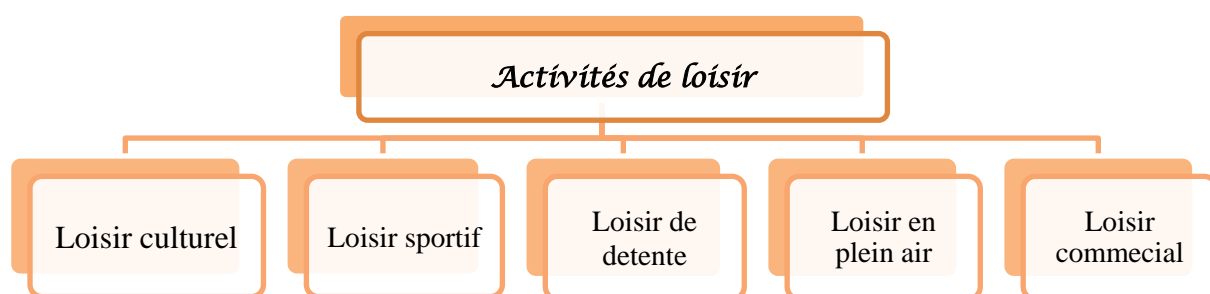 Activités de loisir
Loisir culturel
Loisir sportif
Loisir de
detente
Loisir en
plein air
Loisir
commecial